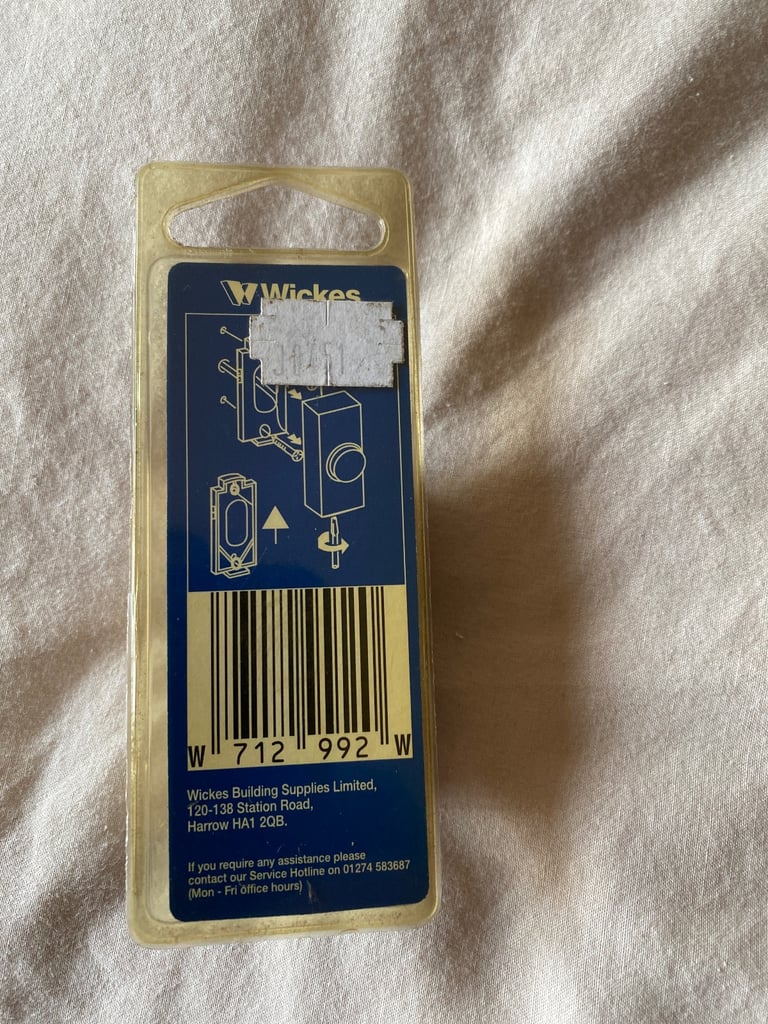 Wickes
W 712 992 W
Wickes Building Supplies Limited,
120-138 Station Road,
Harrow HA1 2QB.
If you require any assistance please
contact our Service Hotline on 01274 583687
(Mon - Fri office hours)